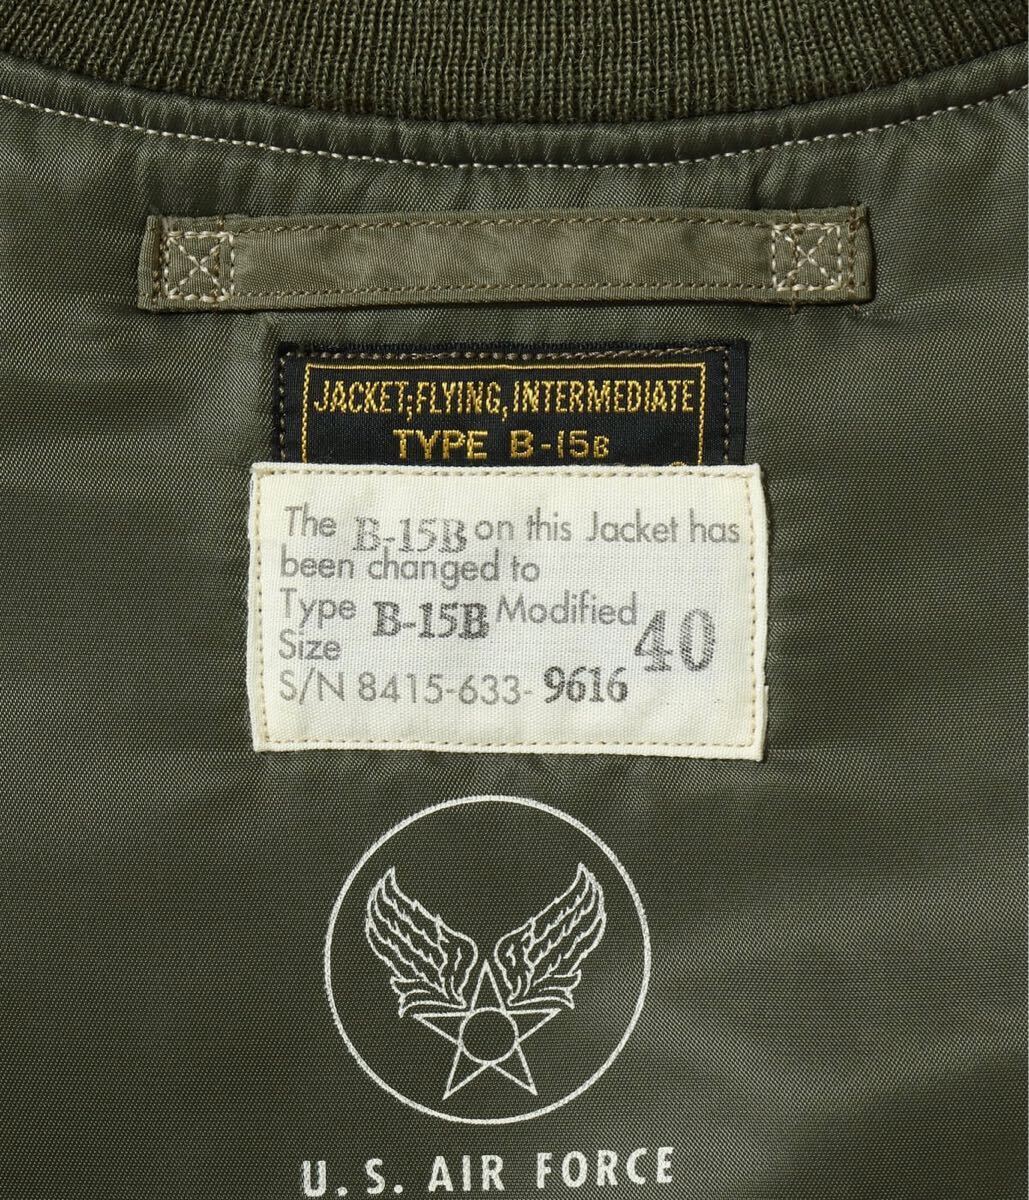 JACKET;FLYING,INTERMEDIATE
TYPE B-15B
The B-15B on this Jacket has
been changed to
Type B-15B Modified
Size 40
S/N 8415-633-9616
U.S. AIR FORCE